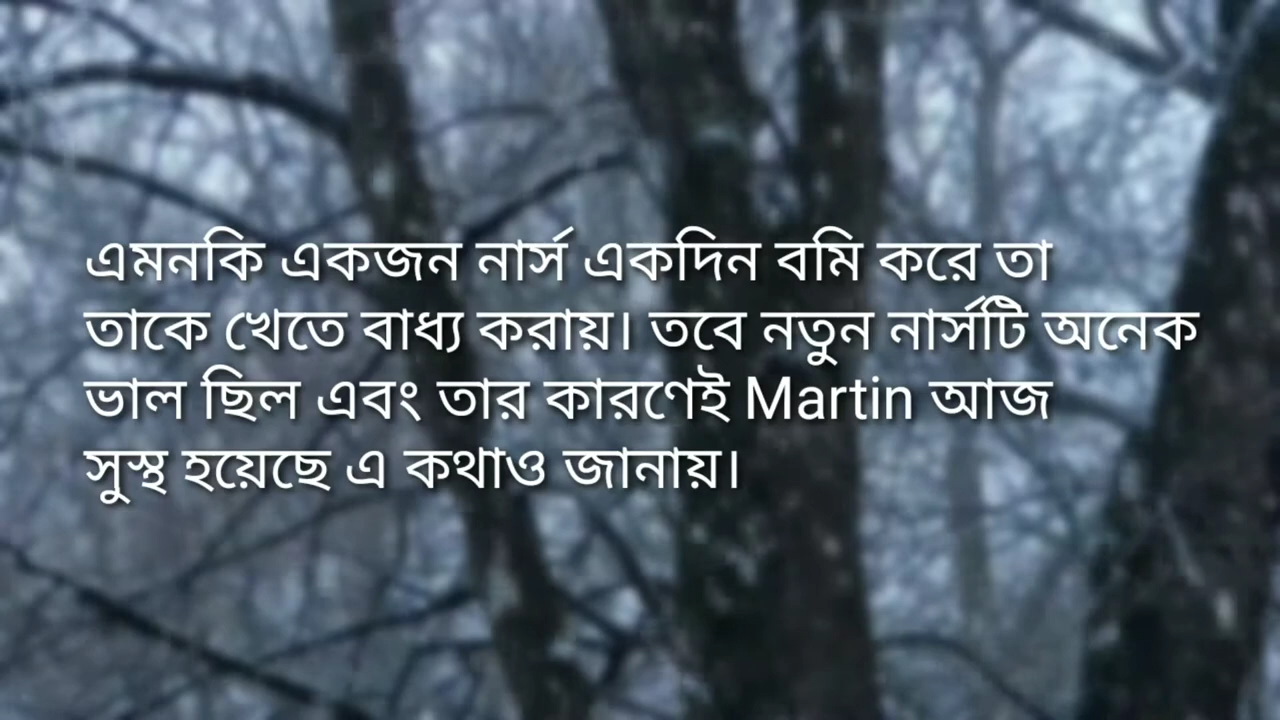 এমনকি একজন নার্স একদিন বমি করে তা
তাকে খেতে বাধ্য করায়। তবে নতুন নার্সটি অনেক
ভাল ছিল এবং তার কারণেই Martin আজ
সুস্থ হয়েছে এ কথাও জানায়।